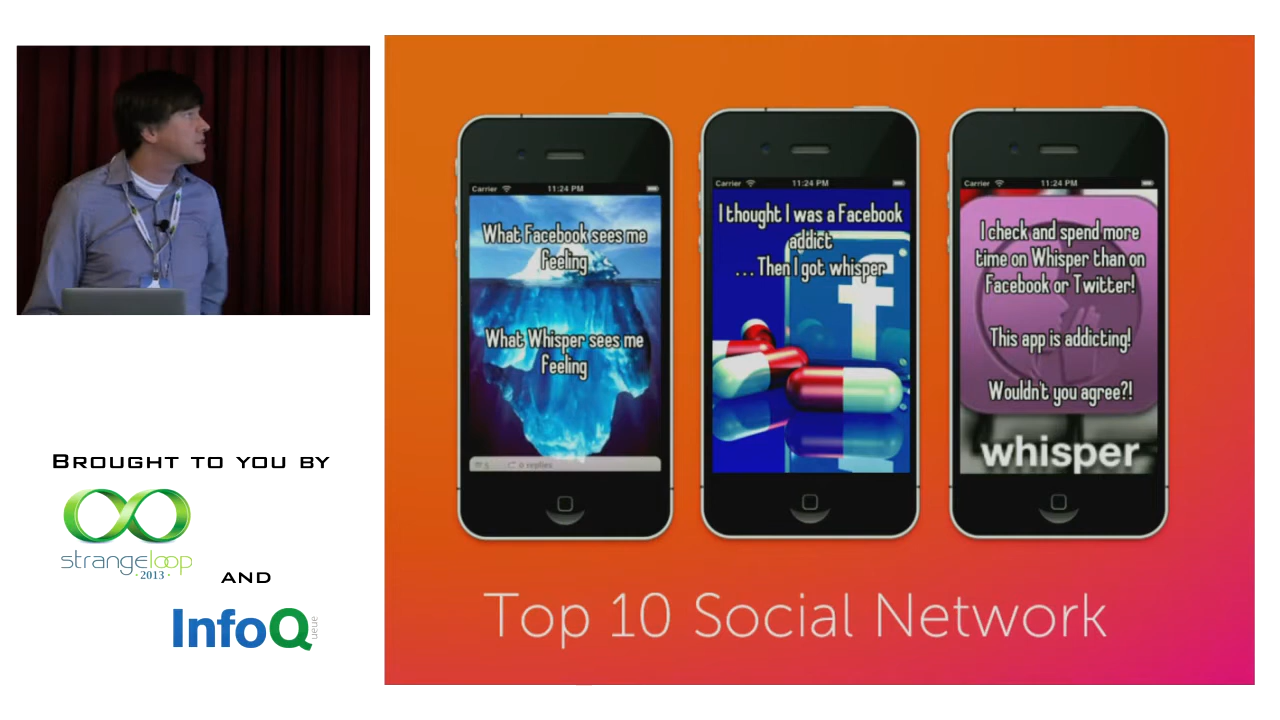 BROUGHT TO YOU BY
strangeloop
· 2013 ·
AND
InfoQ
queue
Carrier 11:24 PM
What Facebook sees me
feeling
What Whisper sees me
feeling
0 replies
Carrier 11:24 PM
I thought I was a Facebook
addict
...Then I got whisper
f
Carrier 11:24 PM
I check and spend more
time on Whisper than on
Facebook or Twitter!
This app is addicting!
Wouldn't you agree?!
whisper
Top 10 Social Network